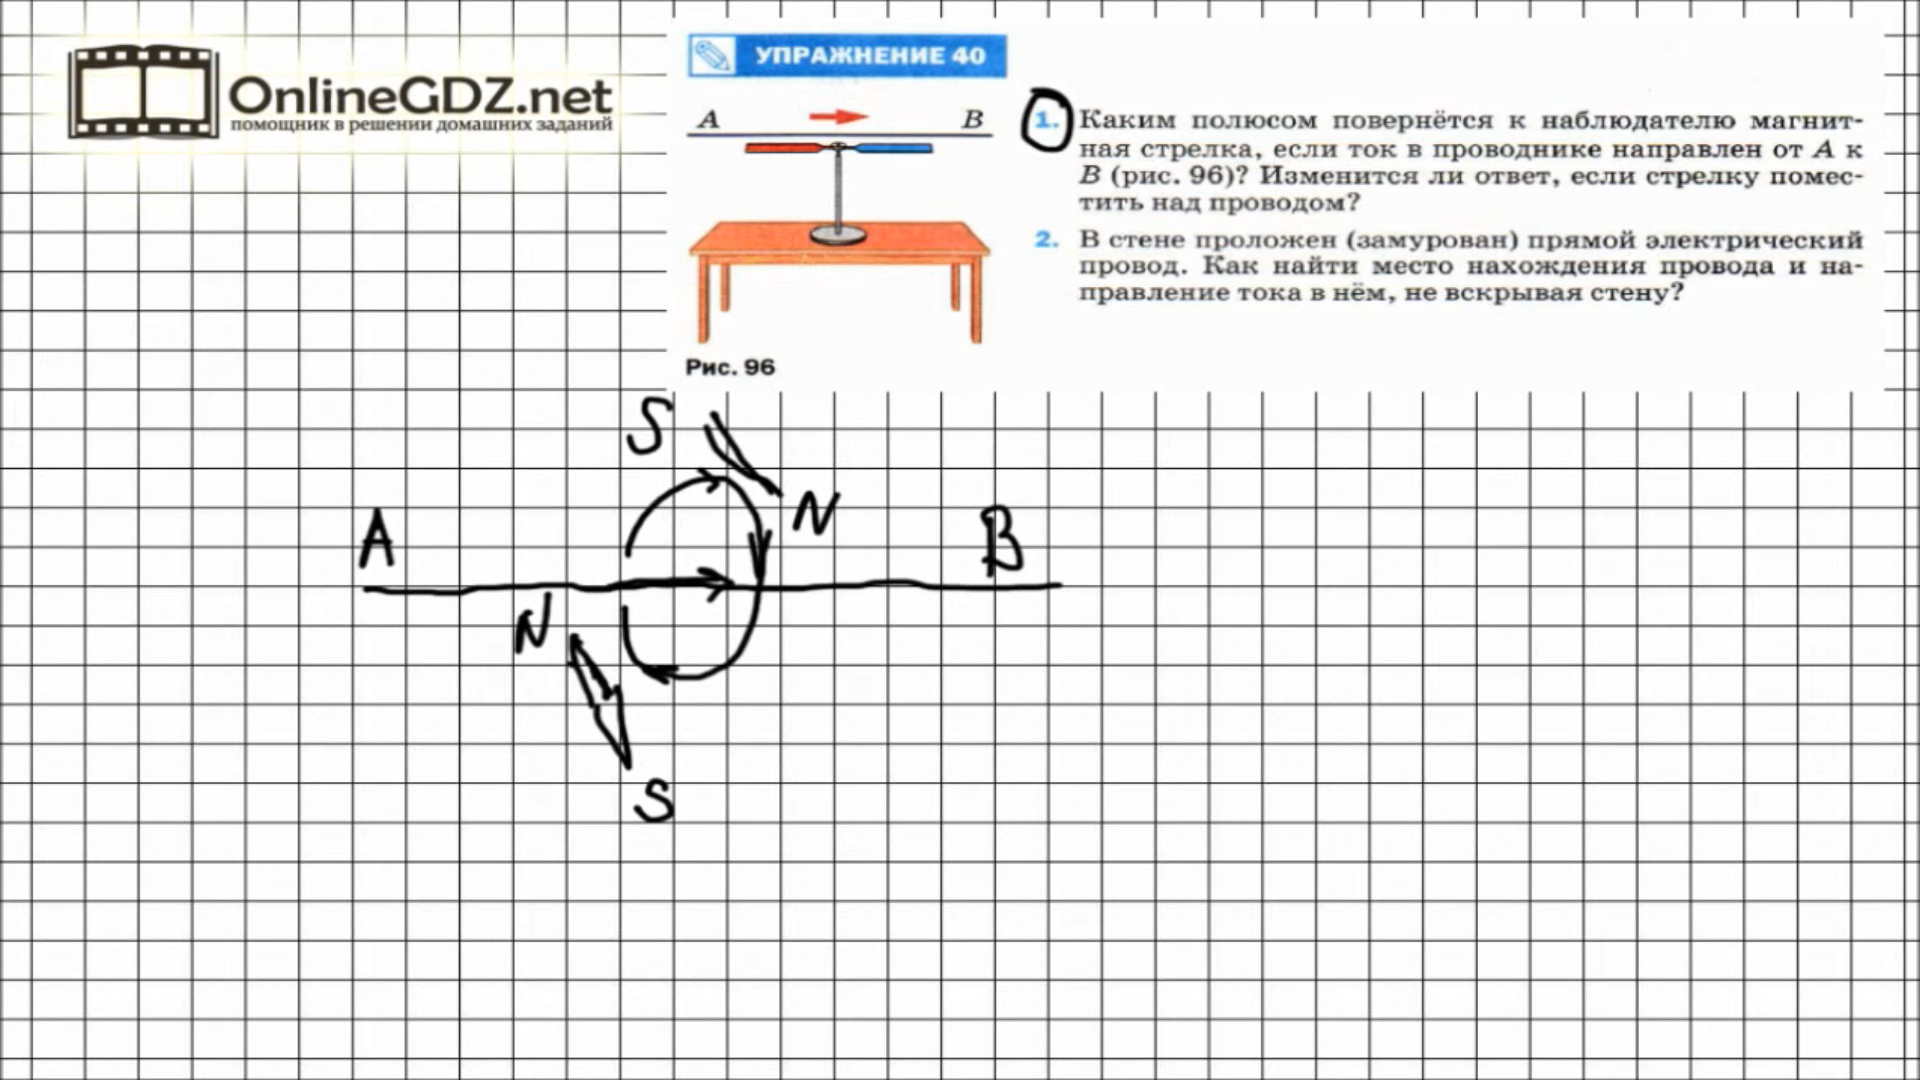 OnlineGDZ.net
помощник в решении домашних заданий
УПРАЖНЕНИЕ 40
A B
1. Каким полюсом повернётся к наблюдателю магнит-
ная стрелка, если ток в проводнике направлен от A к
B (рис. 96)? Изменится ли ответ, если стрелку помес-
тить над проводом?
2. В стене проложен (замурован) прямой электрический
провод. Как найти место нахождения провода и на-
правление тока в нём, не вскрывая стену?
Рис. 96
S
N
A B
N
S